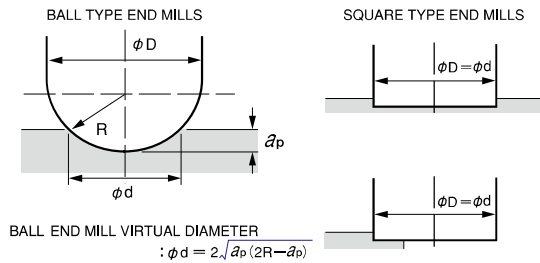 BALL TYPE END MILLS
φD
R
ap
φd
BALL END MILL VIRTUAL DIAMETER
: φd = 2√ap(2R−ap)
SQUARE TYPE END MILLS
φD=φd
φD=φd